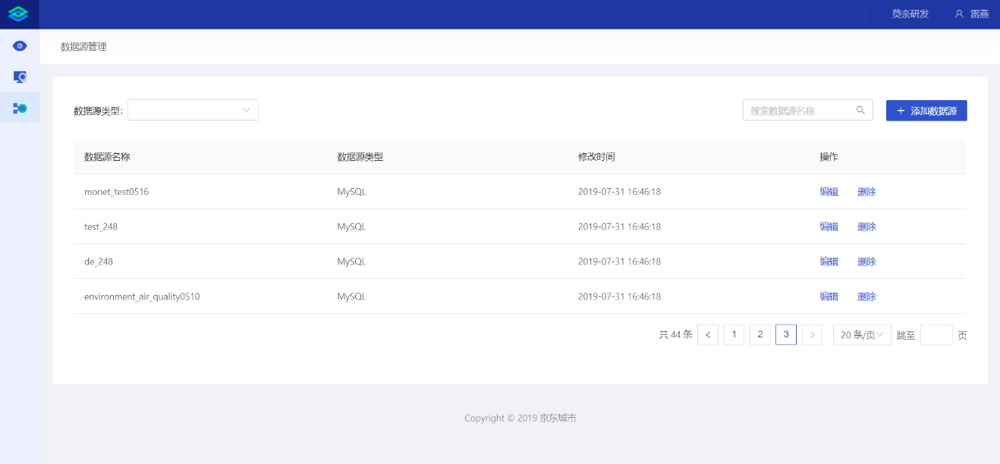 莫奈研发 雷燕
数据源管理
数据源类型: 搜索数据源名称 + 添加数据源
数据源名称 数据源类型 修改时间 操作
monet_test0516 MySQL 2019-07-31 16:46:18 编辑 删除
test_248 MySQL 2019-07-31 16:46:18 编辑 删除
de_248 MySQL 2019-07-31 16:46:18 编辑 删除
environment_air_quality0510 MySQL 2019-07-31 16:46:18 编辑 删除
共 44 条 < 1 2 3 > 20 条/页 跳至 页
Copyright © 2019 京东城市